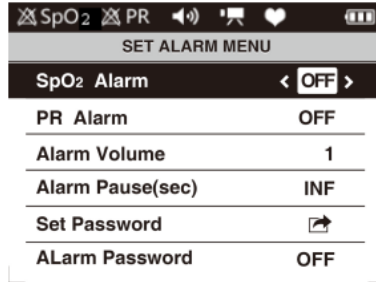 SpO2 PR
SET ALARM MENU
SpO2 Alarm < OFF >
PR Alarm OFF
Alarm Volume 1
Alarm Pause(sec) INF
Set Password
ALarm Password OFF